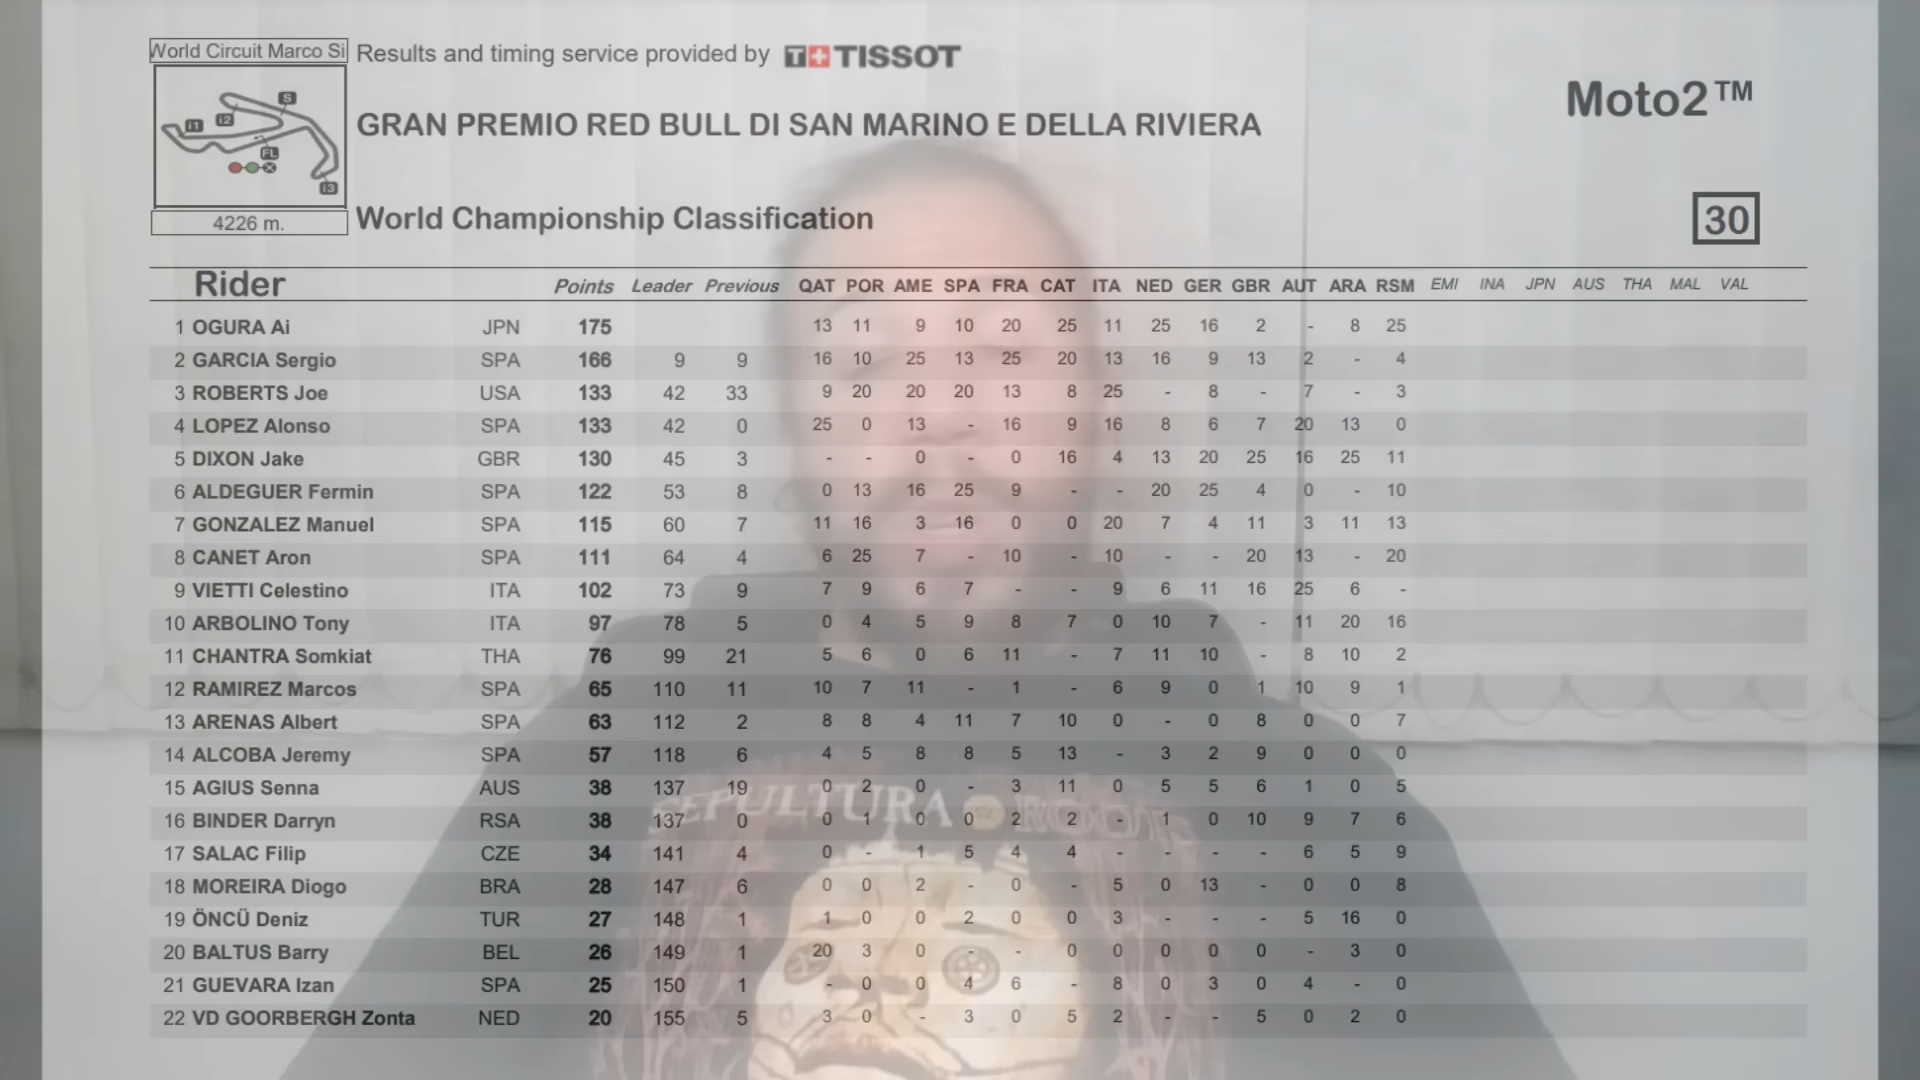 World Circuit Marco Si Results and timing service provided by T+ TISSOT
Moto2™
GRAN PREMIO RED BULL DI SAN MARINO E DELLA RIVIERA
S
i1 i2
FL
i3
4226 m. World Championship Classification 30
Rider Points Leader Previous QAT POR AME SPA FRA CAT ITA NED GER GBR AUT ARA RSM EMI INA JPN AUS THA MAL VAL
1 OGURA Ai JPN 175 13 11 9 10 20 25 11 25 16 2 - 8 25
2 GARCIA Sergio SPA 166 9 9 16 10 25 13 25 20 13 16 9 13 2 - 4
3 ROBERTS Joe USA 133 42 33 9 20 20 20 13 8 25 - 8 - 7 - 3
4 LOPEZ Alonso SPA 133 42 0 25 0 13 - 16 9 16 8 6 7 20 13 0
5 DIXON Jake GBR 130 45 3 - - 0 - 0 16 4 13 20 25 16 25 11
6 ALDEGUER Fermin SPA 122 53 8 0 13 16 25 9 - - 20 25 4 0 - 10
7 GONZALEZ Manuel SPA 115 60 7 11 16 3 16 0 0 20 7 4 11 3 11 13
8 CANET Aron SPA 111 64 4 6 25 7 - 10 - 10 - - 20 13 - 20
9 VIETTI Celestino ITA 102 73 9 7 9 6 7 - - 9 6 11 16 25 6 -
10 ARBOLINO Tony ITA 97 78 5 0 4 5 9 8 7 0 10 7 - 11 20 16
11 CHANTRA Somkiat THA 76 99 21 5 6 0 6 11 - 7 11 10 - 8 10 2
12 RAMIREZ Marcos SPA 65 110 11 10 7 11 - 1 - 6 9 0 1 10 9 1
13 ARENAS Albert SPA 63 112 2 8 8 4 11 7 10 0 - 0 8 0 0 7
14 ALCOBA Jeremy SPA 57 118 6 4 5 8 8 5 13 - 3 2 9 0 0 0
15 AGIUS Senna AUS 38 137 19 0 2 0 - 3 11 0 5 5 6 1 0 5
16 BINDER Darryn RSA 38 137 0 0 1 0 0 2 2 - 1 0 10 9 7 6
17 SALAC Filip CZE 34 141 4 0 - 1 5 4 4 - - - - 6 5 9
18 MOREIRA Diogo BRA 28 147 6 0 0 2 - 0 - 5 0 13 - 0 0 8
19 ÖNCÜ Deniz TUR 27 148 1 1 0 0 2 0 0 3 - - - 5 16 0
20 BALTUS Barry BEL 26 149 1 20 3 0 - - 0 0 0 0 0 - 3 0
21 GUEVARA Izan SPA 25 150 1 - 0 0 4 6 - 8 0 3 0 4 - 0
22 VD GOORBERGH Zonta NED 20 155 5 3 0 - 3 0 5 2 - - 5 0 2 0
SEPULTURA ROOTS